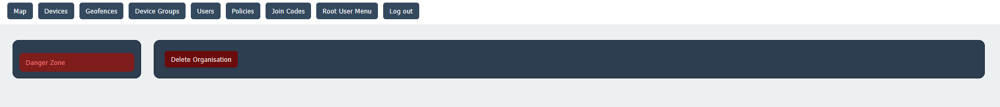 Map Devices Geofences Device Groups Users Policies Join Codes Root User Menu Log out
Danger Zone
Delete Organisation